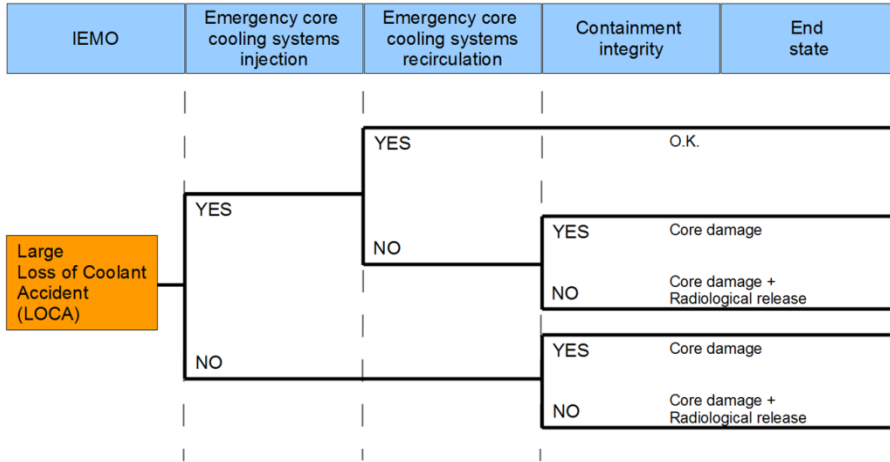 IEMO
Emergency core
cooling systems
injection
Emergency core
cooling systems
recirculation
Containment
integrity
End
state
YES
O.K.
YES
NO
YES
Core damage
Large
Loss of Coolant
Accident
(LOCA)
NO
Core damage +
Radiological release
NO
YES
Core damage
NO
Core damage +
Radiological release